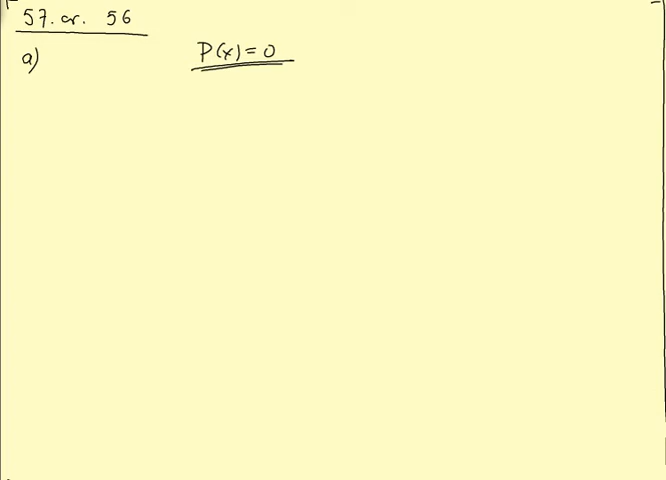 57. or. 56
a)
P(x) = 0